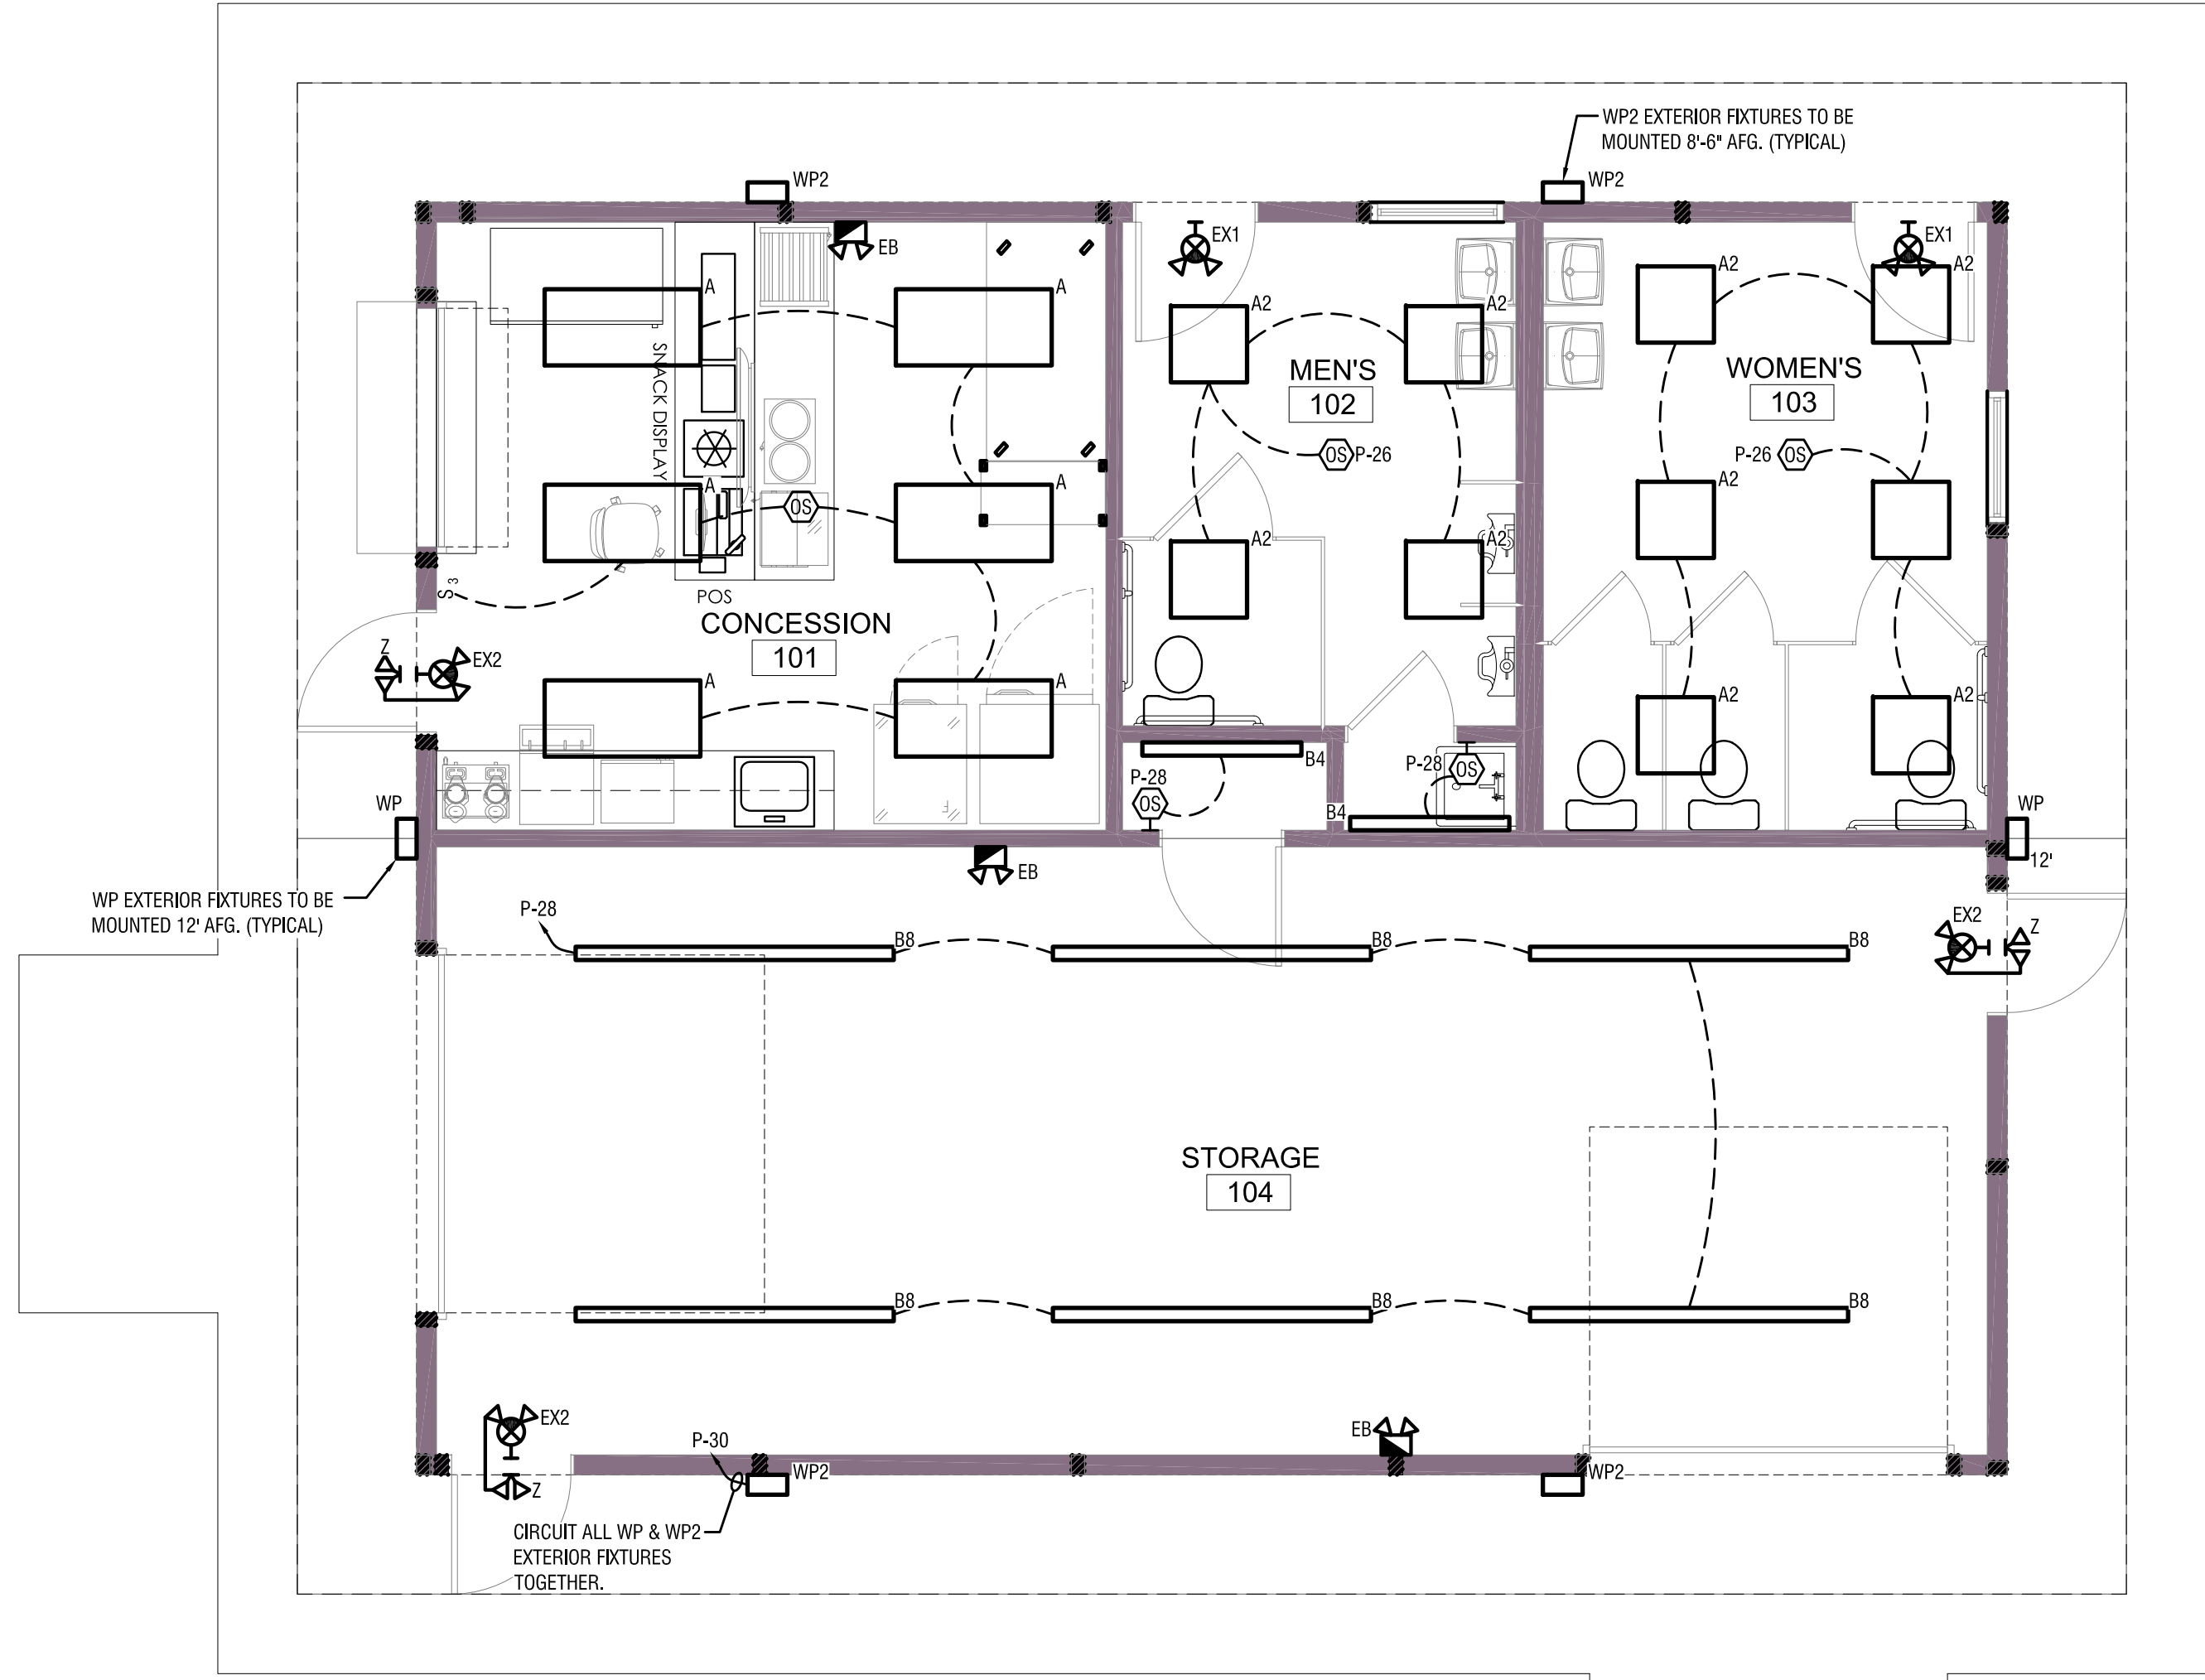 WP2 EXTERIOR FIXTURES TO BE
MOUNTED 8'-6" AFG. (TYPICAL)
WP2
WP2
EB
EX1
EX1
A
A
A2
A2
A2
A2
SNACK DISPLAY
MEN'S
102
WOMEN'S
103
OS P-26
P-26 OS
A
OS
A
A2
A2
A2
S3
POS
CONCESSION
101
Z
EX2
A
A
A2
A2
B4
P-28
OS
P-28
OS
B4
WP
WP
12'
EB
WP EXTERIOR FIXTURES TO BE
MOUNTED 12' AFG. (TYPICAL)
P-28
B8
B8
B8
EX2
Z
STORAGE
104
B8
B8
B8
EX2
Z
P-30
WP2
EB
WP2
CIRCUIT ALL WP & WP2
EXTERIOR FIXTURES
TOGETHER.